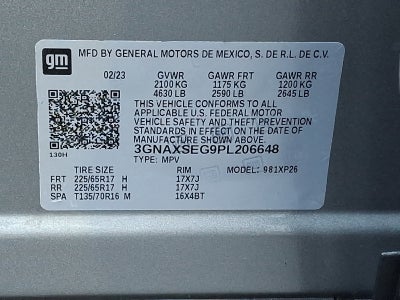 gm MFD BY GENERAL MOTORS DE MEXICO, S. DE R.L. DE C.V.
02/23 GVWR GAWR FRT GAWR RR
2100 KG 1175 KG 1200 KG
4630 LB 2590 LB 2645 LB
THIS VEHICLE CONFORMS TO ALL
APPLICABLE U.S. FEDERAL MOTOR
VEHICLE SAFETY AND THEFT PREVENTION
STANDARDS IN EFFECT ON THE DATE OF
MANUFACTURE SHOWN ABOVE.
3GNAXSEG9PL206648
130H TYPE: MPV
TIRE SIZE RIM MODEL: 981XP26
FRT 225/65R17 H 17X7J
RR 225/65R17 H 17X7J
SPA T135/70R16 M 16X4BT